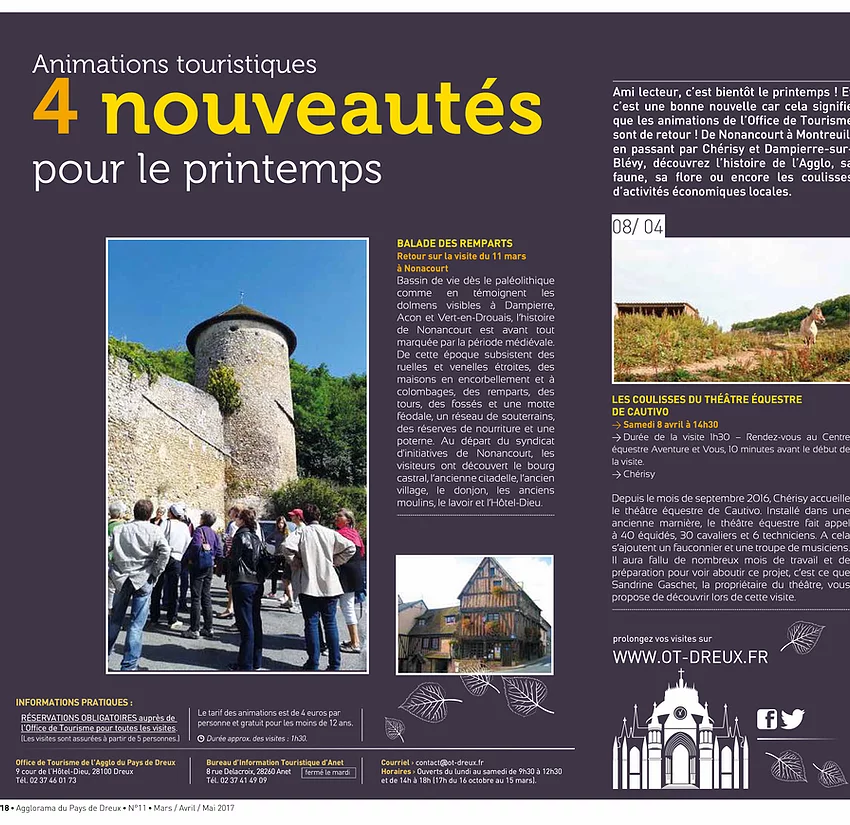 Animations touristiques
4 nouveautés
pour le printemps
Ami lecteur, c'est bientôt le printemps ! Et
c'est une bonne nouvelle car cela signifie
que les animations de l'Office de Tourisme
sont de retour ! De Nonancourt à Montreuil
en passant par Chérisy et Dampierre-sur-
Blévy, découvrez l'histoire de l'Agglo, sa
faune, sa flore ou encore les coulisses
d'activités économiques locales.
BALADE DES REMPARTS
Retour sur la visite du 11 mars
à Nonacourt
Bassin de vie dès le paléolithique
comme en témoignent les
dolmens visibles à Dampierre,
Acon et Vert-en-Drouais, l'histoire
de Nonancourt est avant tout
marquée par la période médiévale.
De cette époque subsistent des
ruelles et venelles étroites, des
maisons en encorbellement et à
colombages, des remparts, des
tours, des fossés et une motte
féodale, un réseau de souterrains,
des réserves de nourriture et une
poterne. Au départ du syndicat
d'initiatives de Nonancourt, les
visiteurs ont découvert le bourg
castral, l'ancienne citadelle, l'ancien
village, le donjon, les anciens
moulins, le lavoir et l'Hôtel-Dieu.
08/ 04
LES COULISSES DU THÉÂTRE ÉQUESTRE
DE CAUTIVO
→ Samedi 8 avril à 14h30
→ Durée de la visite 1h30 – Rendez-vous au Centre
équestre Aventure et Vous, 10 minutes avant le début de
la visite.
→ Chérisy
Depuis le mois de septembre 2016, Chérisy accueille
le théâtre équestre de Cautivo. Installé dans une
ancienne marnière, le théâtre équestre fait appel
à 40 équidés, 30 cavaliers et 6 techniciens. A cela
s'ajoutent un fauconnier et une troupe de musiciens.
Il aura fallu de nombreux mois de travail et de
préparation pour voir aboutir ce projet, c'est ce que
Sandrine Gaschet, la propriétaire du théâtre, vous
propose de découvrir lors de cette visite.
prolongez vos visites sur
WWW.OT-DREUX.FR
INFORMATIONS PRATIQUES :
RÉSERVATIONS OBLIGATOIRES auprès de
l'Office de Tourisme pour toutes les visites.
(Les visites sont assurées à partir de 5 personnes.)
Le tarif des animations est de 4 euros par
personne et gratuit pour les moins de 12 ans.
Durée approx. des visites : 1h30.
Office de Tourisme de l'Agglo du Pays de Dreux
9 cour de l'Hôtel-Dieu, 28100 Dreux
Tél. 02 37 46 01 73
Bureau d'Information Touristique d'Anet
8 rue Delacroix, 28260 Anet
Tél. 02 37 41 49 09
fermé le mardi
Courriel > contact@ot-dreux.fr
Horaires > Ouverts du lundi au samedi de 9h30 à 12h30
et de 14h à 18h (17h du 16 octobre au 15 mars).
18 • Agglorama du Pays de Dreux • N°11 • Mars / Avril / Mai 2017